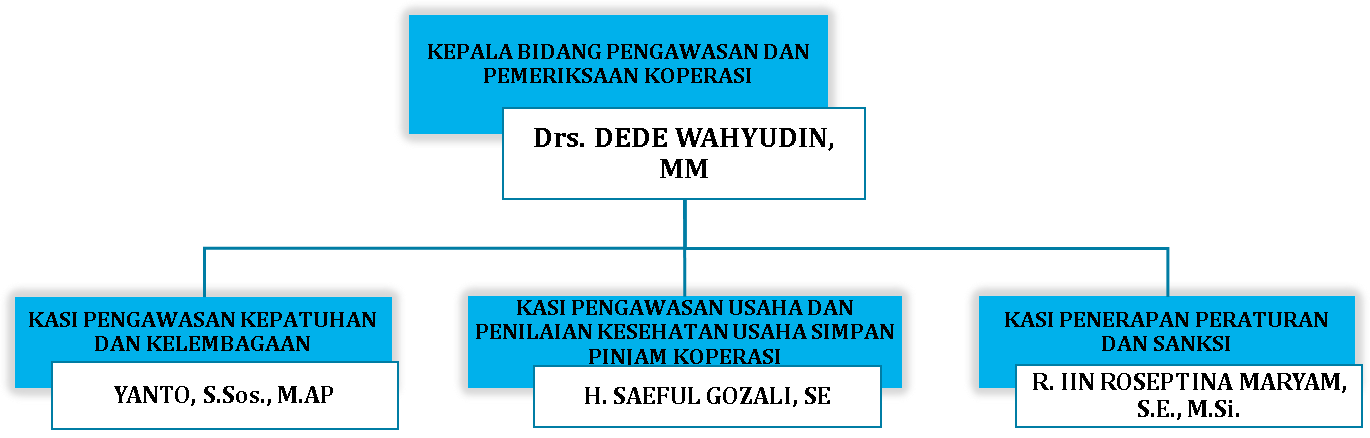 KEPALA BIDANG PENGAWASAN DAN
PEMERIKSAAN KOPERASI
Drs. DEDE WAHYUDIN,
MM
KASI PENGAWASAN KEPATUHAN
DAN KELEMBAGAAN
YANTO, S.Sos., M.AP
KASI PENGAWASAN USAHA DAN
PENILAIAN KESEHATAN USAHA SIMPAN
PINJAM KOPERASI
H. SAEFUL GOZALI, SE
KASI PENERAPAN PERATURAN
DAN SANKSI
R. IIN ROSEPTINA MARYAM,
S.E., M.Si.